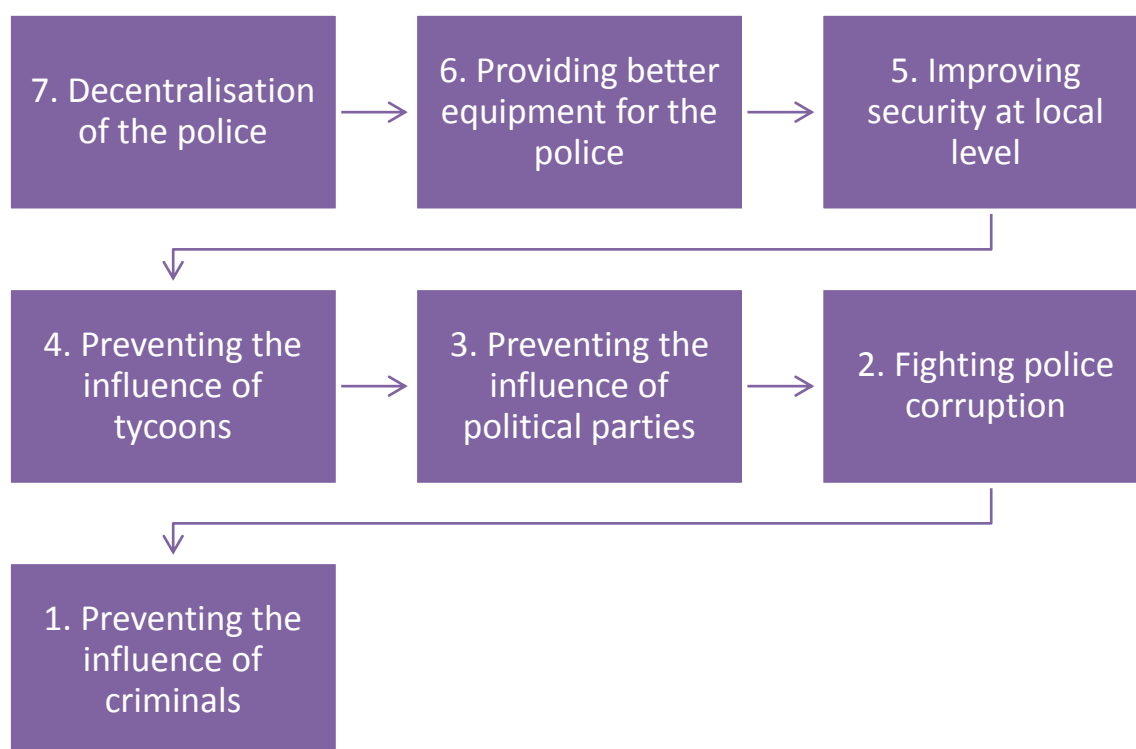 7. Decentralisation
of the police
6. Providing better
equipment for the
police
5. Improving
security at local
level
4. Preventing the
influence of
tycoons
3. Preventing the
influence of
political parties
2. Fighting police
corruption
1. Preventing the
influence of
criminals